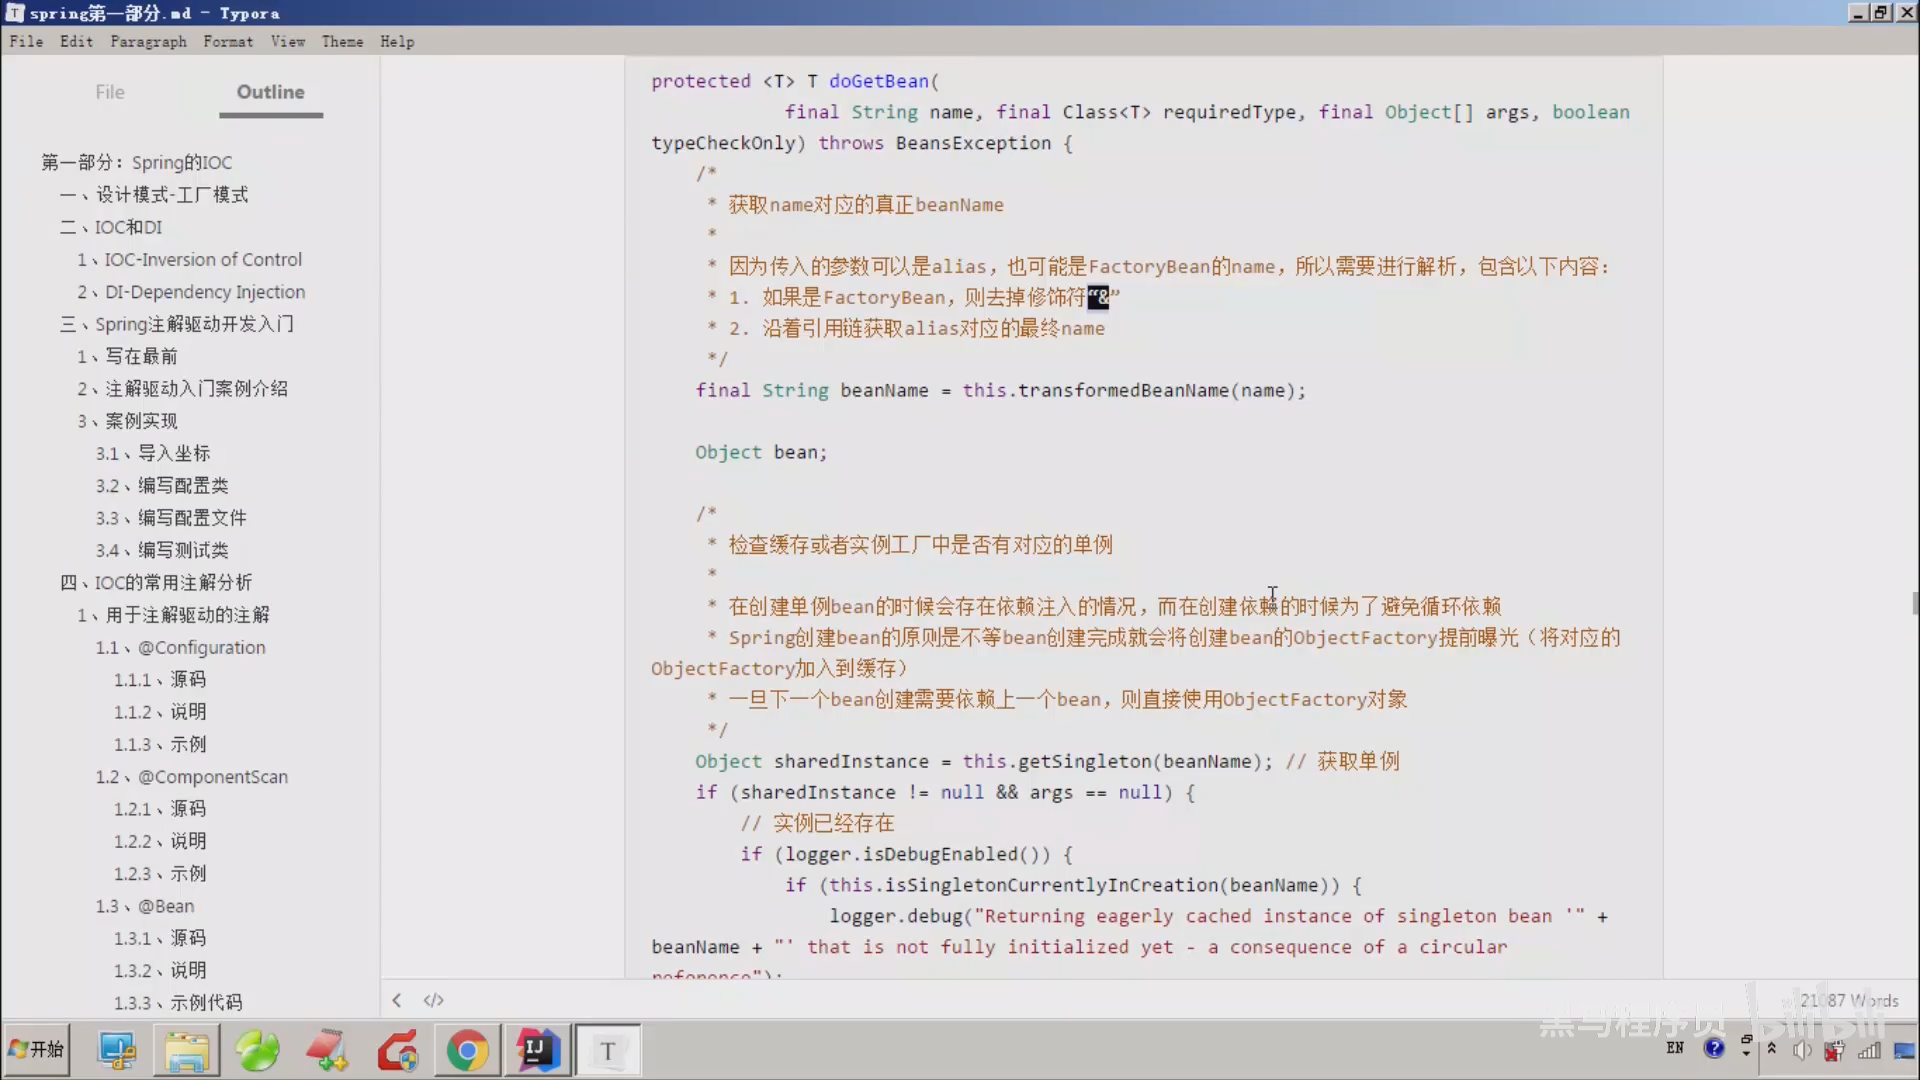 spring第一部分.md - Typora
File Edit Paragraph Format View Theme Help
File Outline
第一部分：Spring的IOC
一、设计模式-工厂模式
二、IOC和DI
1、IOC-Inversion of Control
2、DI-Dependency Injection
三、Spring注解驱动开发入门
1、写在最前
2、注解驱动入门案例介绍
3、案例实现
3.1、导入坐标
3.2、编写配置类
3.3、编写配置文件
3.4、编写测试类
四、IOC的常用注解分析
1、用于注解驱动的注解
1.1、@Configuration
1.1.1、源码
1.1.2、说明
1.1.3、示例
1.2、@ComponentScan
1.2.1、源码
1.2.2、说明
1.2.3、示例
1.3、@Bean
1.3.1、源码
1.3.2、说明
1.3.3、示例代码
protected <T> T doGetBean(
final String name, final Class<T> requiredType, final Object[] args, boolean
typeCheckOnly) throws BeansException {
/*
* 获取name对应的真正beanName
*
* 因为传入的参数可以是alias，也可能是FactoryBean的name，所以需要进行解析，包含以下内容：
* 1. 如果是FactoryBean，则去掉修饰符“&”
* 2. 沿着引用链获取alias对应的最终name
*/
final String beanName = this.transformedBeanName(name);
Object bean;
/*
* 检查缓存或者实例工厂中是否有对应的单例
*
* 在创建单例bean的时候会存在依赖注入的情况，而在创建依赖的时候为了避免循环依赖
* Spring创建bean的原则是不等bean创建完成就会将创建bean的ObjectFactory提前曝光（将对应的
ObjectFactory加入到缓存）
* 一旦下一个bean创建需要依赖上一个bean，则直接使用ObjectFactory对象
*/
Object sharedInstance = this.getSingleton(beanName); // 获取单例
if (sharedInstance != null && args == null) {
// 实例已经存在
if (logger.isDebugEnabled()) {
if (this.isSingletonCurrentlyInCreation(beanName)) {
logger.debug("Returning eagerly cached instance of singleton bean '" +
beanName + "' that is not fully initialized yet - a consequence of a circular
reference");
< </> 21087 Words
黑马程序员 bilibili
开始 IJ T EN ?